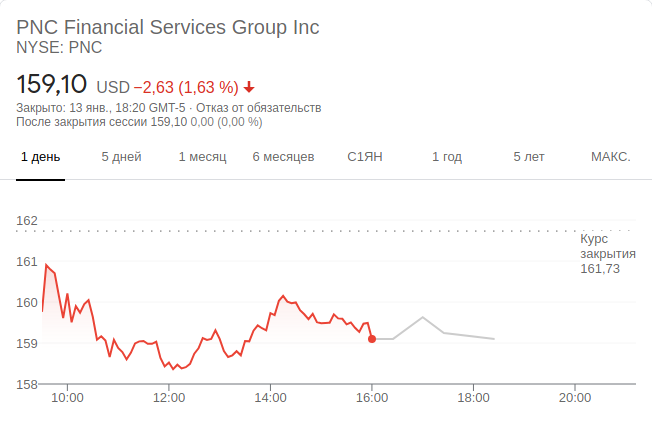 PNC Financial Services Group Inc
NYSE: PNC
159,10 USD −2,63 (1,63 %)
Закрыто: 13 янв., 18:20 GMT-5 · Отказ от обязательств
После закрытия сессии 159,10 0,00 (0,00 %)
1 день 5 дней 1 месяц 6 месяцев С1ЯН 1 год 5 лет МАКС.
162
Курс
закрытия
161,73
161
160
159
158
10:00 12:00 14:00 16:00 18:00 20:00